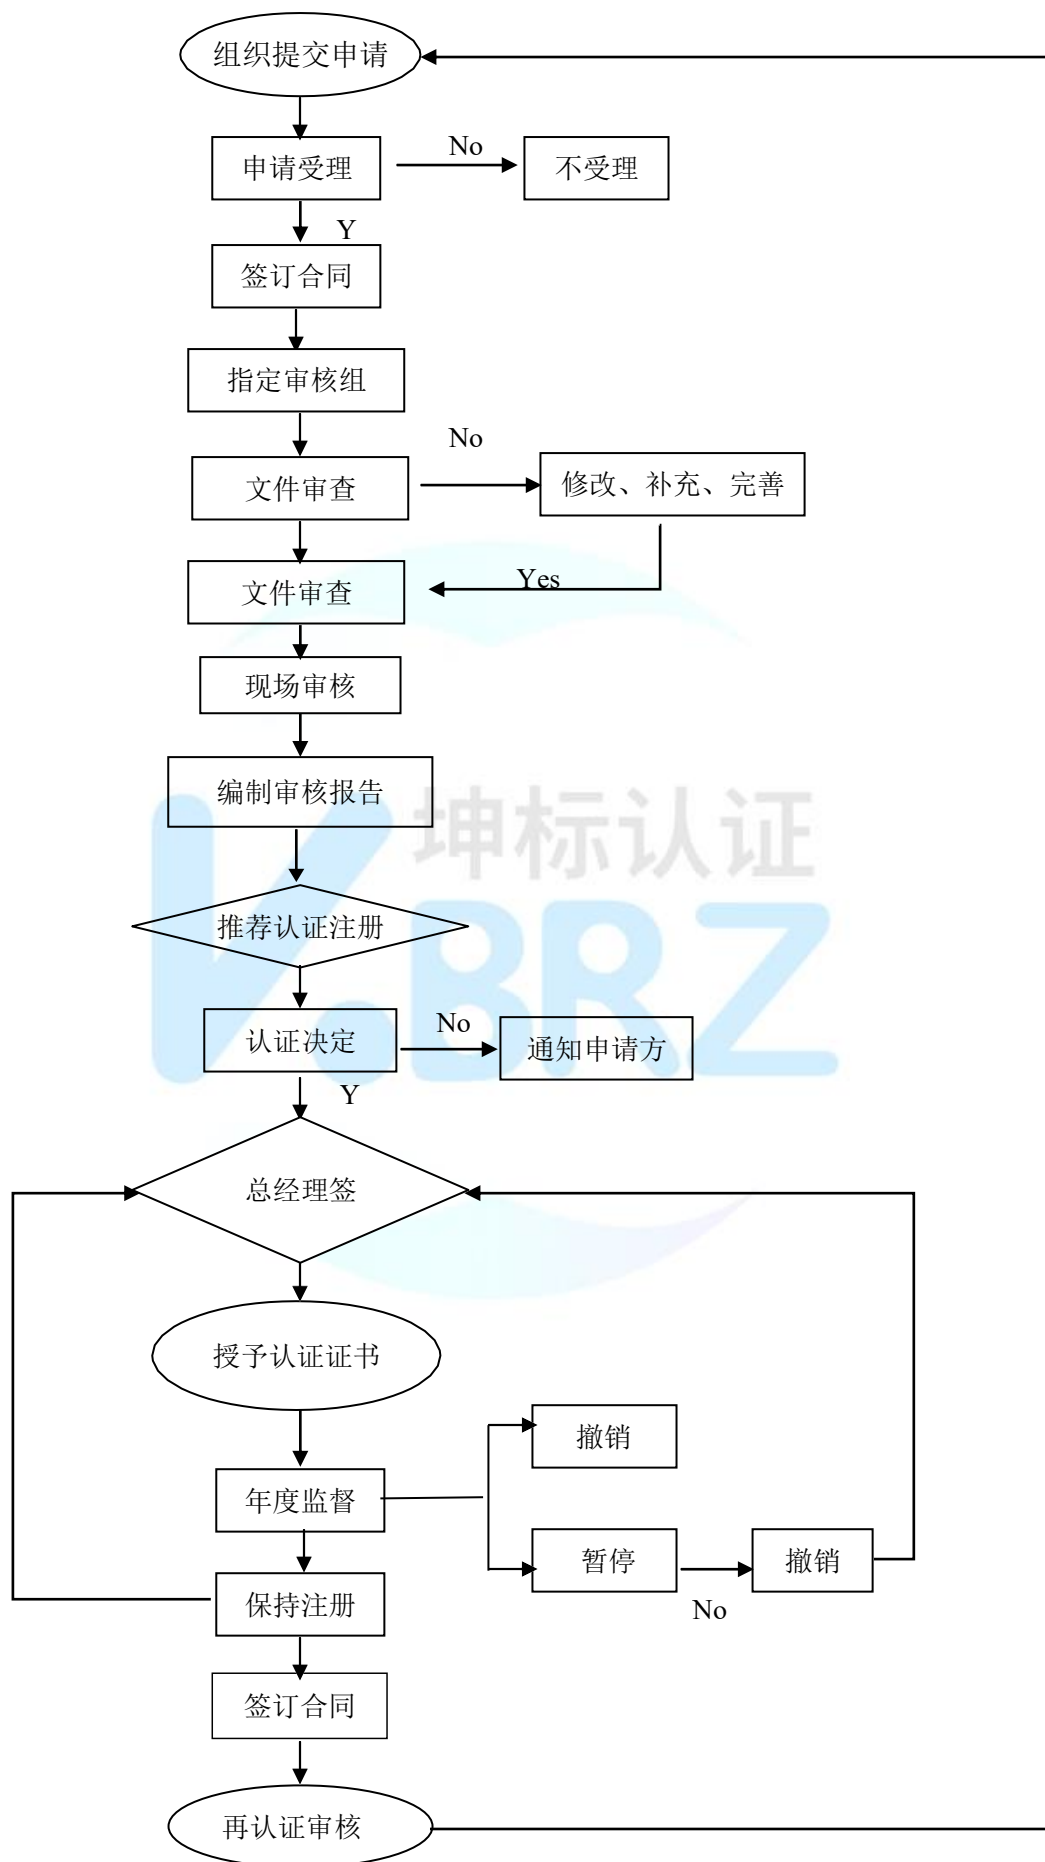 组织提交申请
申请受理
No
不受理
Y
签订合同
指定审核组
No
文件审查
修改、补充、完善
文件审查
Yes
现场审核
编制审核报告
坤标认证
推荐认证注册
K.BRZ
认证决定
No
通知申请方
Y
总经理签
授予认证证书
撤销
年度监督
暂停
撤销
保持注册
No
签订合同
再认证审核